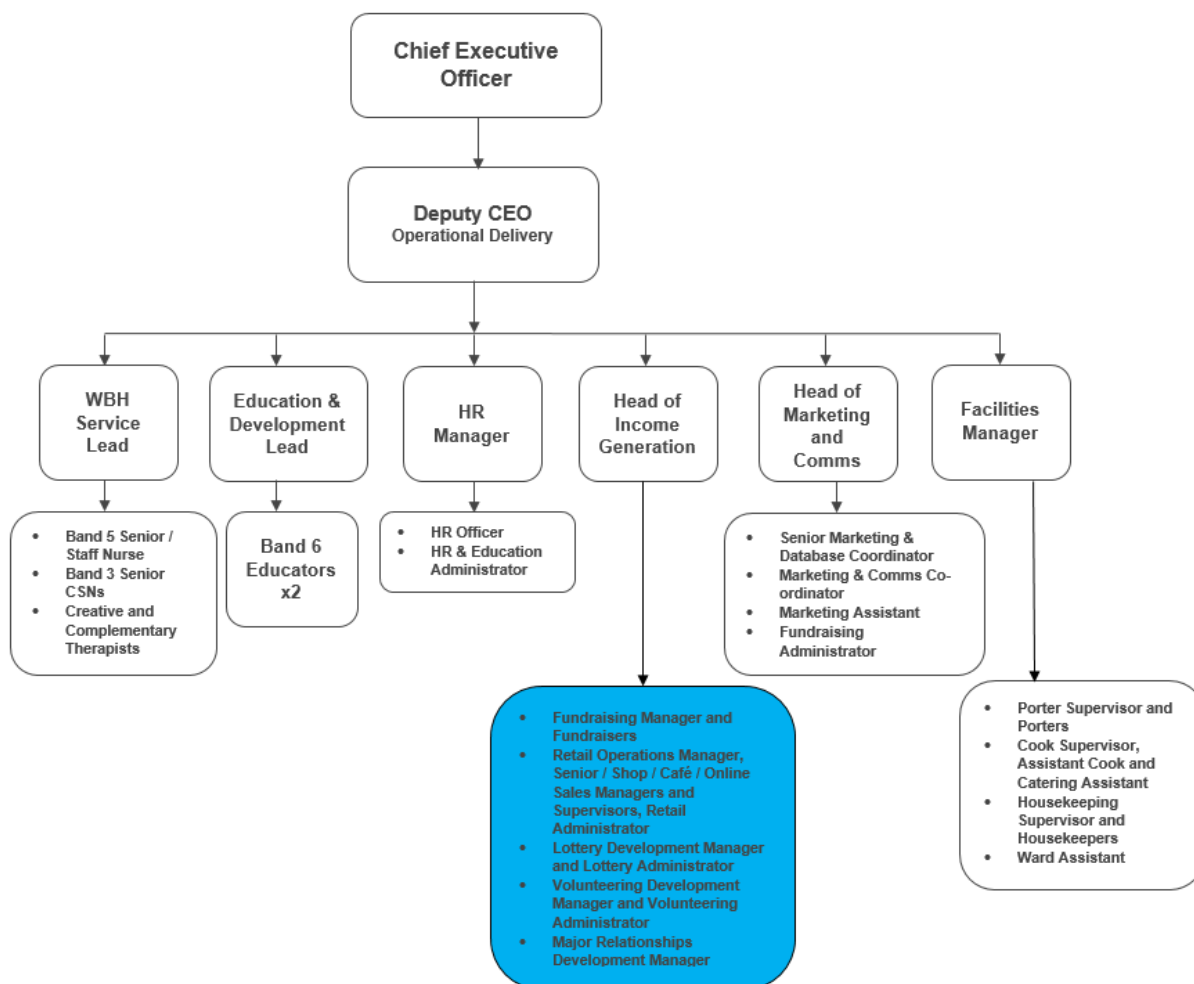 Chief Executive
Officer
Deputy CEO
Operational Delivery
WBH
Service
Lead
Education &
Development
Lead
HR
Manager
Head of
Income
Generation
Head of
Marketing
and
Comms
Facilities
Manager
• Band 5 Senior /
Staff Nurse
• Band 3 Senior
CSNs
• Creative and
Complementary
Therapists
Band 6
Educators
x2
• HR Officer
• HR & Education
Administrator
• Senior Marketing &
Database Coordinator
• Marketing & Comms Co-
ordinator
• Marketing Assistant
• Fundraising
Administrator
• Fundraising Manager and
Fundraisers
• Retail Operations Manager,
Senior / Shop / Café / Online
Sales Managers and
Supervisors, Retail
Administrator
• Lottery Development Manager
and Lottery Administrator
• Volunteering Development
Manager and Volunteering
Administrator
• Major Relationships
Development Manager
• Porter Supervisor and
Porters
• Cook Supervisor,
Assistant Cook and
Catering Assistant
• Housekeeping
Supervisor and
Housekeepers
• Ward Assistant